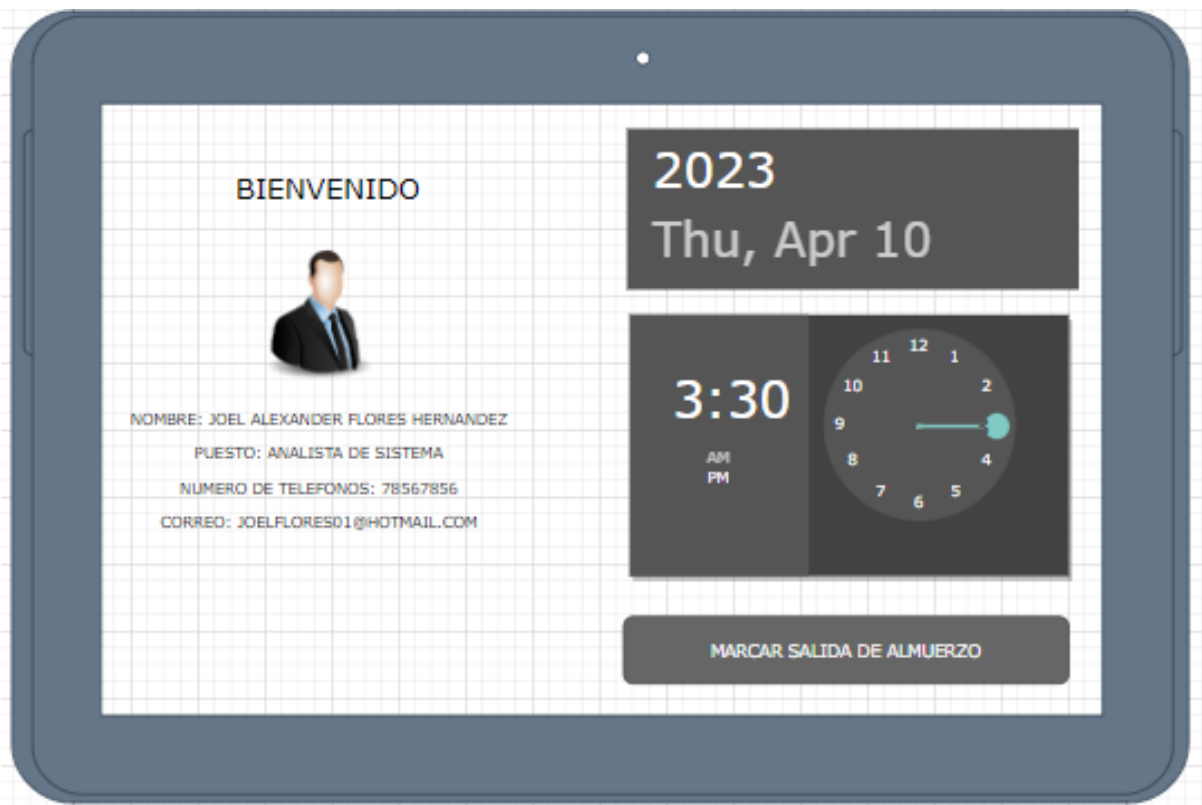 BIENVENIDO
NOMBRE: JOEL ALEXANDER FLORES HERNANDEZ
PUESTO: ANALISTA DE SISTEMA
NUMERO DE TELEFONOS: 78567856
CORREO: JOELFLORES01@HOTMAIL.COM
2023
Thu, Apr 10
3:30
AM
PM
12
1
2
4
5
6
7
8
9
10
11
MARCAR SALIDA DE ALMUERZO